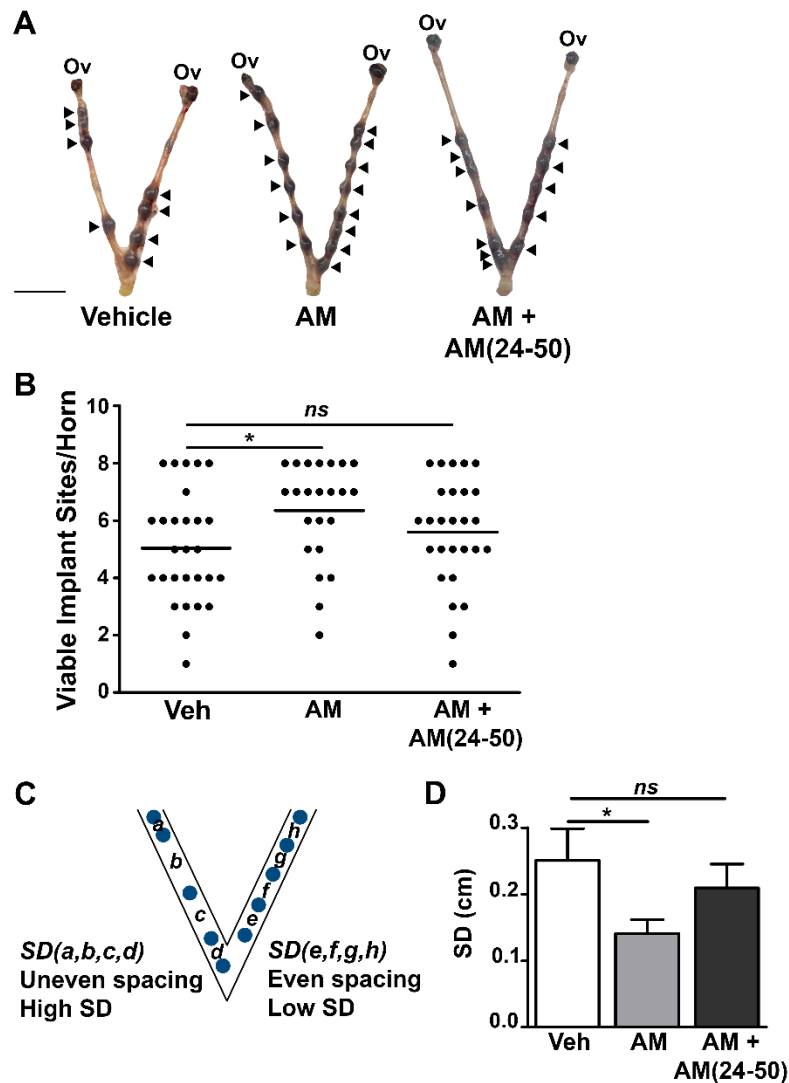 A
Ov Ov Ov Ov Ov Ov
Vehicle AM AM +
AM(24-50)
B
Viable Implant Sites/Horn
10
8
6
4
2
0
ns
*
Veh AM AM +
AM(24-50)
C
a
b
c
d
e
f
g
h
SD(a,b,c,d)
Uneven spacing
High SD
SD(e,f,g,h)
Even spacing
Low SD
D
SD (cm)
0.3
0.2
0.1
0.0
ns
*
Veh AM AM +
AM(24-50)